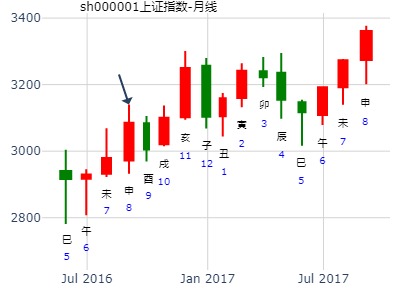 sh000001上证指数-月线
3400
3200
3000
2800
巳
5
午
6
未
7
申
8
酉
9
戌
10
亥
11
子
12
丑
1
寅
2
卯
3
辰
4
巳
5
午
6
未
7
申
8
Jul 2016
Jan 2017
Jul 2017